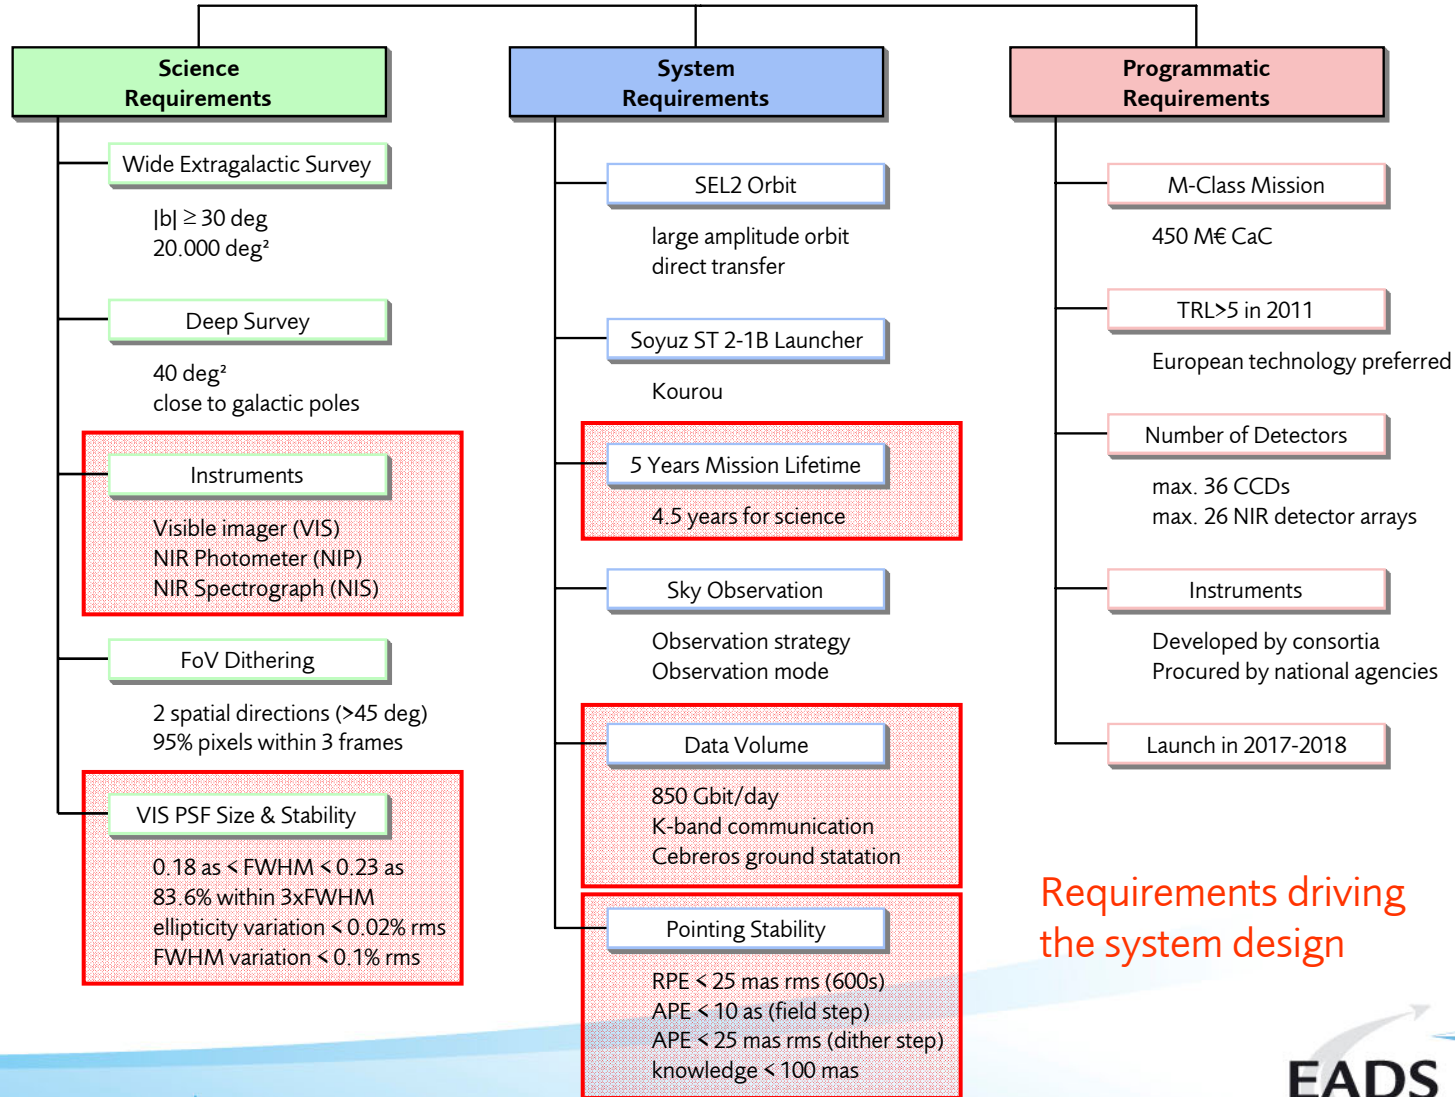 Science
Requirements
Wide Extragalactic Survey
|b| ≥ 30 deg
20.000 deg²
Deep Survey
40 deg²
close to galactic poles
Instruments
Visible imager (VIS)
NIR Photometer (NIP)
NIR Spectrograph (NIS)
FoV Dithering
2 spatial directions (>45 deg)
95% pixels within 3 frames
VIS PSF Size & Stability
0.18 as < FWHM < 0.23 as
83.6% within 3xFWHM
ellipticity variation < 0.02% rms
FWHM variation < 0.1% rms
System
Requirements
SEL2 Orbit
large amplitude orbit
direct transfer
Soyuz ST 2-1B Launcher
Kourou
5 Years Mission Lifetime
4.5 years for science
Sky Observation
Observation strategy
Observation mode
Data Volume
850 Gbit/day
K-band communication
Cebreros ground statation
Pointing Stability
RPE < 25 mas rms (600s)
APE < 10 as (field step)
APE < 25 mas rms (dither step)
knowledge < 100 mas
Programmatic
Requirements
M-Class Mission
450 M€ CaC
TRL>5 in 2011
European technology preferred
Number of Detectors
max. 36 CCDs
max. 26 NIR detector arrays
Instruments
Developed by consortia
Procured by national agencies
Launch in 2017-2018
Requirements driving
the system design
EADS